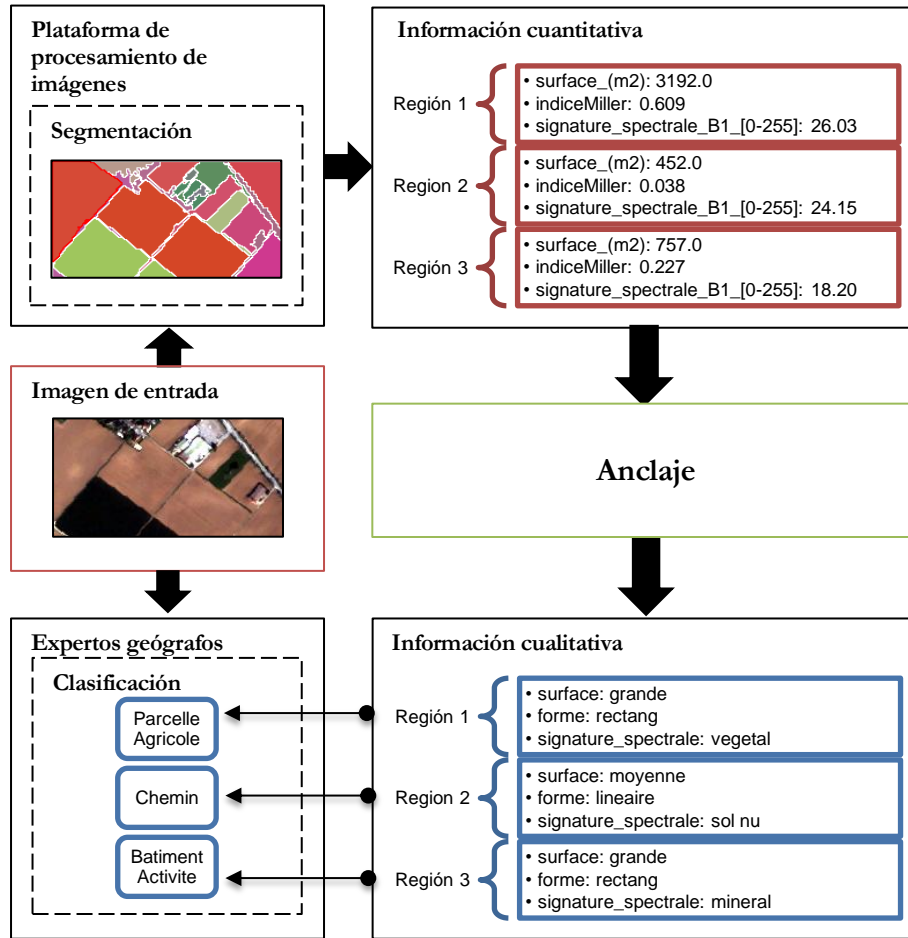 Plataforma de
procesamiento de
imágenes
Segmentación
Información cuantitativa
Región 1
• surface_(m2): 3192.0
• indiceMiller: 0.609
• signature_spectrale_B1_[0-255]: 26.03
Region 2
• surface_(m2): 452.0
• indiceMiller: 0.038
• signature_spectrale_B1_[0-255]: 24.15
Región 3
• surface_(m2): 757.0
• indiceMiller: 0.227
• signature_spectrale_B1_[0-255]: 18.20
Imagen de entrada
Anclaje
Expertos geógrafos
Clasificación
Parcelle
Agricole
Chemin
Batiment
Activite
Información cualitativa
Región 1
• surface: grande
• forme: rectang
• signature_spectrale: vegetal
Region 2
• surface: moyenne
• forme: lineaire
• signature_spectrale: sol nu
Región 3
• surface: grande
• forme: rectang
• signature_spectrale: mineral